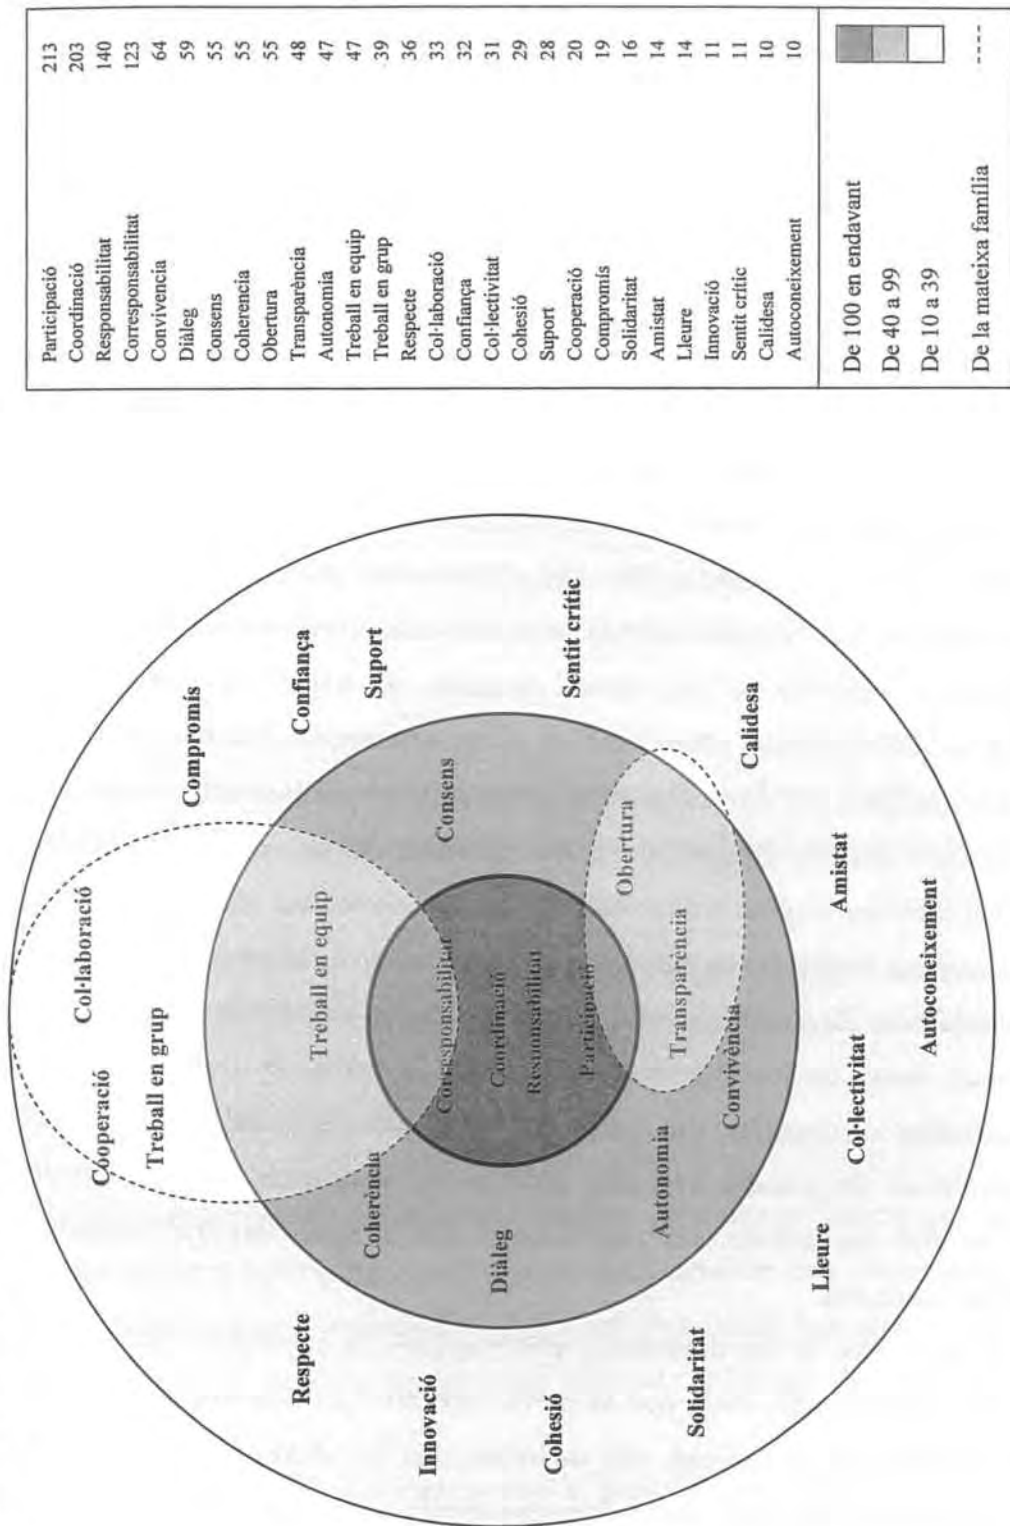 Participació 213
Coordinació 203
Responsabilitat 140
Corresponsabilitat 123
Convivencia 64
Diàleg 59
Consens 55
Coherencia 55
Obertura 55
Transparència 48
Autonomia 47
Treball en equip 47
Treball en grup 39
Respecte 36
Col·laboració 33
Confiança 32
Col·lectivitat 31
Cohesió 29
Suport 28
Cooperació 20
Compromís 19
Solidaritat 16
Amistat 14
Lleure 14
Innovació 11
Sentit crític 11
Calidesa 10
Autoconeixement 10
De 100 en endavant
De 40 a 99
De 10 a 39
De la mateixa família
Cooperació
Col·laboració
Treball en grup
Compromís
Respecte
Confiança
Treball en equip
Coherència
Suport
Innovació
Corresponsabilitat
Consens
Diàleg
Coordinació
Responsabilitat
Cohesió
Sentit crític
Participació
Obertura
Autonomia
Transparència
Solidaritat
Convivència
Calidesa
Lleure
Amistat
Col·lectivitat
Autoconeixement